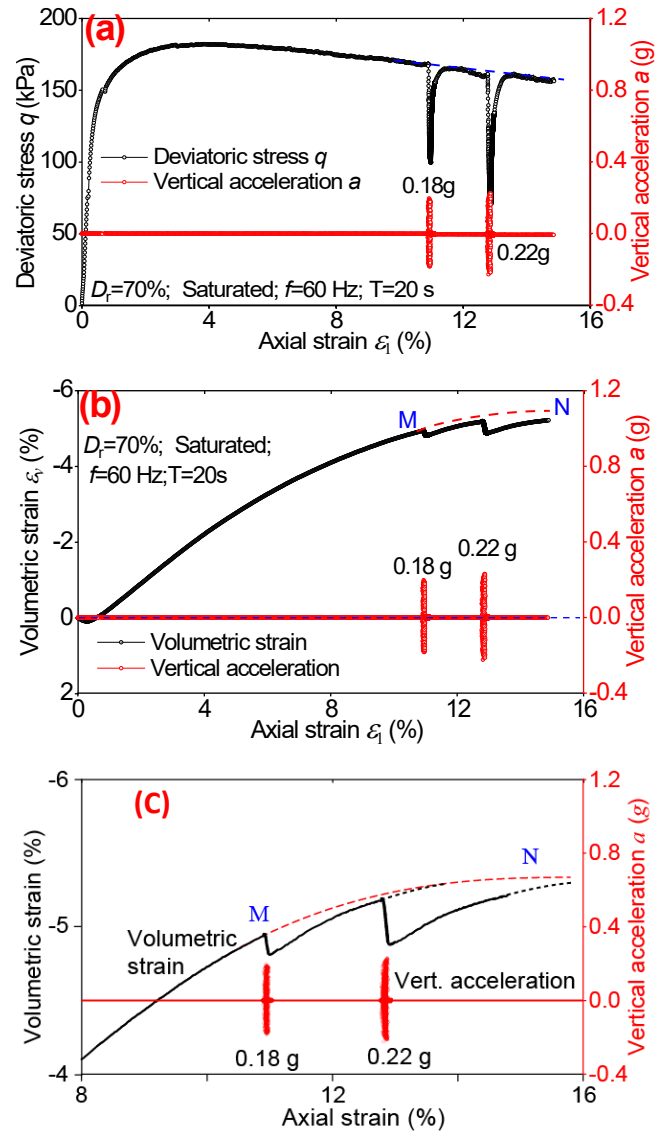 (a)
200
150
100
50
0
Deviatoric stress q (kPa)
1.2
0.8
0.4
0.0
-0.4
Vertical acceleration a (g)
Deviatoric stress q
Vertical acceleration a
0.18g
0.22g
Dr=70%; Saturated; f=60 Hz; T=20 s
0 4 8 12 16
Axial strain ε1 (%)
(b)
-6
-4
-2
0
2
Volumetric strain εv (%)
1.2
0.8
0.4
0.0
-0.4
Vertical acceleration a (g)
M
N
Dr=70%; Saturated;
f=60 Hz;T=20s
0.18 g
0.22 g
Volumetric strain
Vertical acceleration
0 4 8 12 16
Axial strain ε1 (%)
(C)
-6
-5
-4
Volumetric strain (%)
1.2
0.8
0.4
0.0
-0.4
Vertical acceleration a (g)
N
M
Volumetric
strain
Vert. acceleration
0.18 g
0.22 g
8 12 16
Axial strain (%)